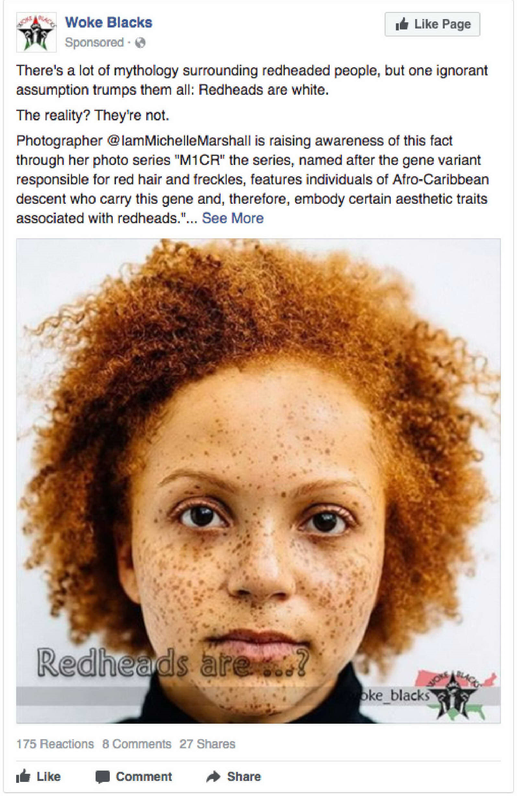 WOKE BLACKS
Woke Blacks
Sponsored ·
Like Page
There's a lot of mythology surrounding redheaded people, but one ignorant
assumption trumps them all: Redheads are white.
The reality? They're not.
Photographer @IamMichelleMarshall is raising awareness of this fact
through her photo series "M1CR" the series, named after the gene variant
responsible for red hair and freckles, features individuals of Afro-Caribbean
descent who carry this gene and, therefore, embody certain aesthetic traits
associated with redheads."... See More
Redheads are ...?
oke_blacks
WOKE BLACKS
175 Reactions 8 Comments 27 Shares
Like Comment Share